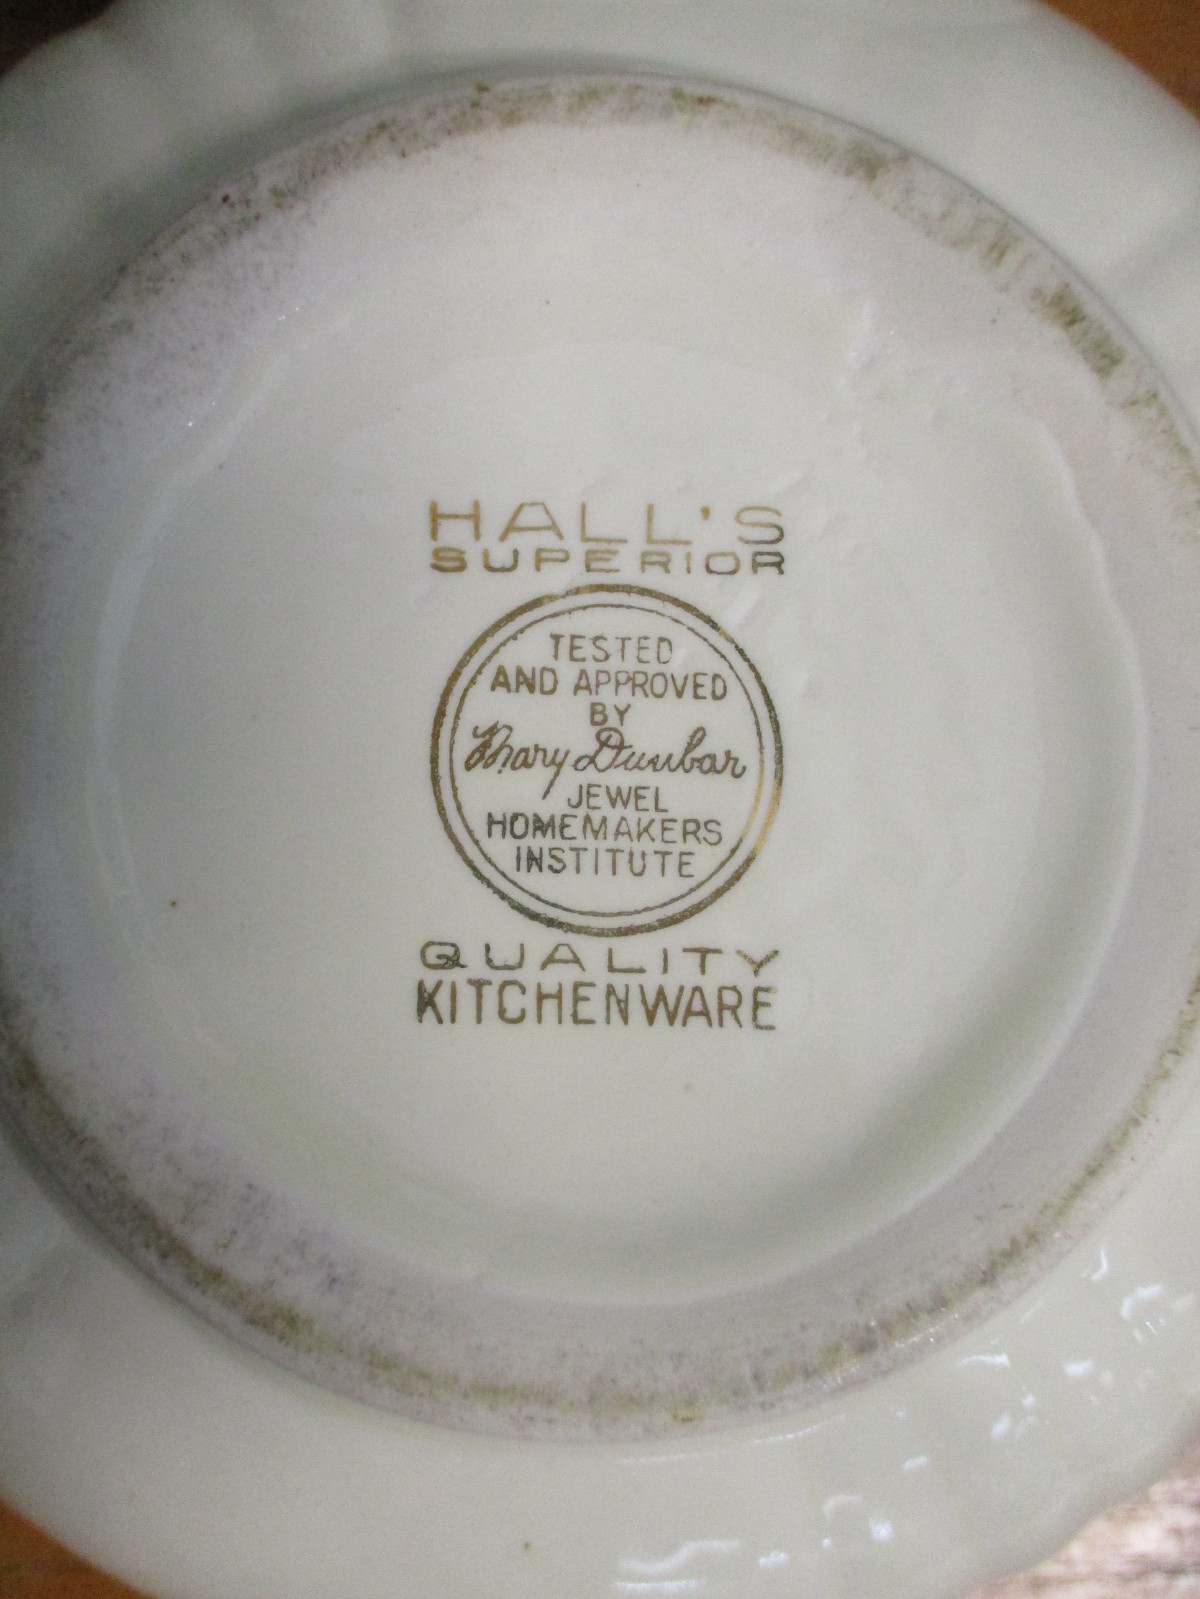 HALL'S
SUPERIOR
TESTED
AND APPROVED
BY
Mary Dunbar
JEWEL
HOMEMAKERS
INSTITUTE
QUALITY
KITCHENWARE